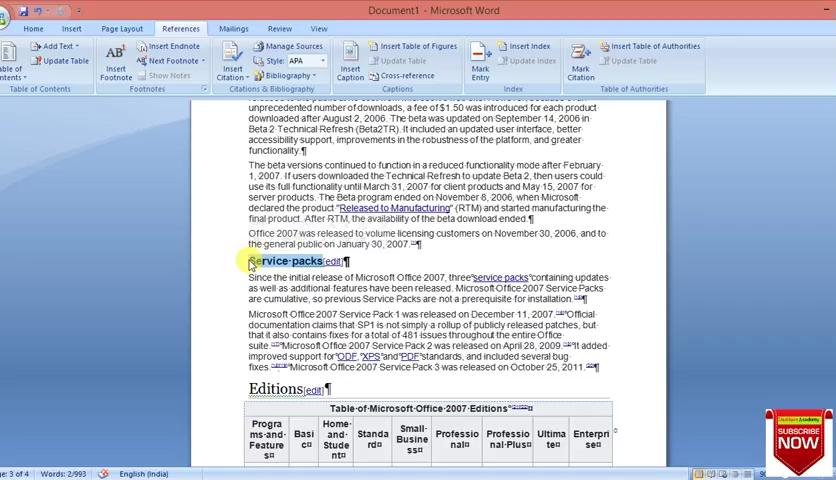 Document1 - Microsoft Word
Home Insert Page Layout References Mailings Review View
Add Text
Update Table
Table of Contents
Insert Footnote
Insert Endnote
Next Footnote
Show Notes
Footnotes
Insert Citation
Manage Sources
Style: APA
Bibliography
Citations & Bibliography
Insert Caption
Insert Table of Figures
Update Table
Cross-reference
Captions
Mark Entry
Insert Index
Update Index
Index
Mark Citation
Insert Table of Authorities
Update Table
Table of Authorities
unprecedented number of downloads, a fee of $1.50 was introduced for each product
downloaded after August 2, 2006. The beta was updated on September 14, 2006 in
Beta 2 Technical Refresh (Beta2TR). It included an updated user interface, better
accessibility support, improvements in the robustness of the platform, and greater
functionality.¶
The beta versions continued to function in a reduced-functionality mode after February
1, 2007. If users downloaded the Technical Refresh to update Beta 2, then users could
use its full functionality until March 31, 2007 for client products and May 15, 2007 for
server products. The Beta program ended on November 8, 2006, when Microsoft
declared the product "Released to Manufacturing" (RTM) and started manufacturing the
final product. After RTM, the availability of the beta download ended.¶
Office 2007 was released to volume licensing customers on November 30, 2006, and to
the general public on January 30, 2007.¶
Service packs[edit]¶
Since the initial release of Microsoft Office 2007, three service packs containing updates
as well as additional features have been released. Microsoft Office 2007 Service Packs
are cumulative, so previous Service Packs are not a prerequisite for installation.¶
Microsoft Office 2007 Service Pack 1 was released on December 11, 2007. Official
documentation claims that SP1 is not simply a rollup of publicly released patches, but
that it also contains fixes for a total of 481 issues throughout the entire Office
suite. Microsoft Office 2007 Service Pack 2 was released on April 28, 2009. It added
improved support for ODF, XPS and PDF standards, and included several bug
fixes. Microsoft Office 2007 Service Pack 3 was released on October 25, 2011.¶
Editions[edit]¶
Table of Microsoft Office 2007 Editions
Programs and Features Basic Home and Student Standard Small Business Professional Professional Plus Ultimate Enterprise
Page: 3 of 4 Words: 2/993 English (India)
SUBSCRIBE
NOW